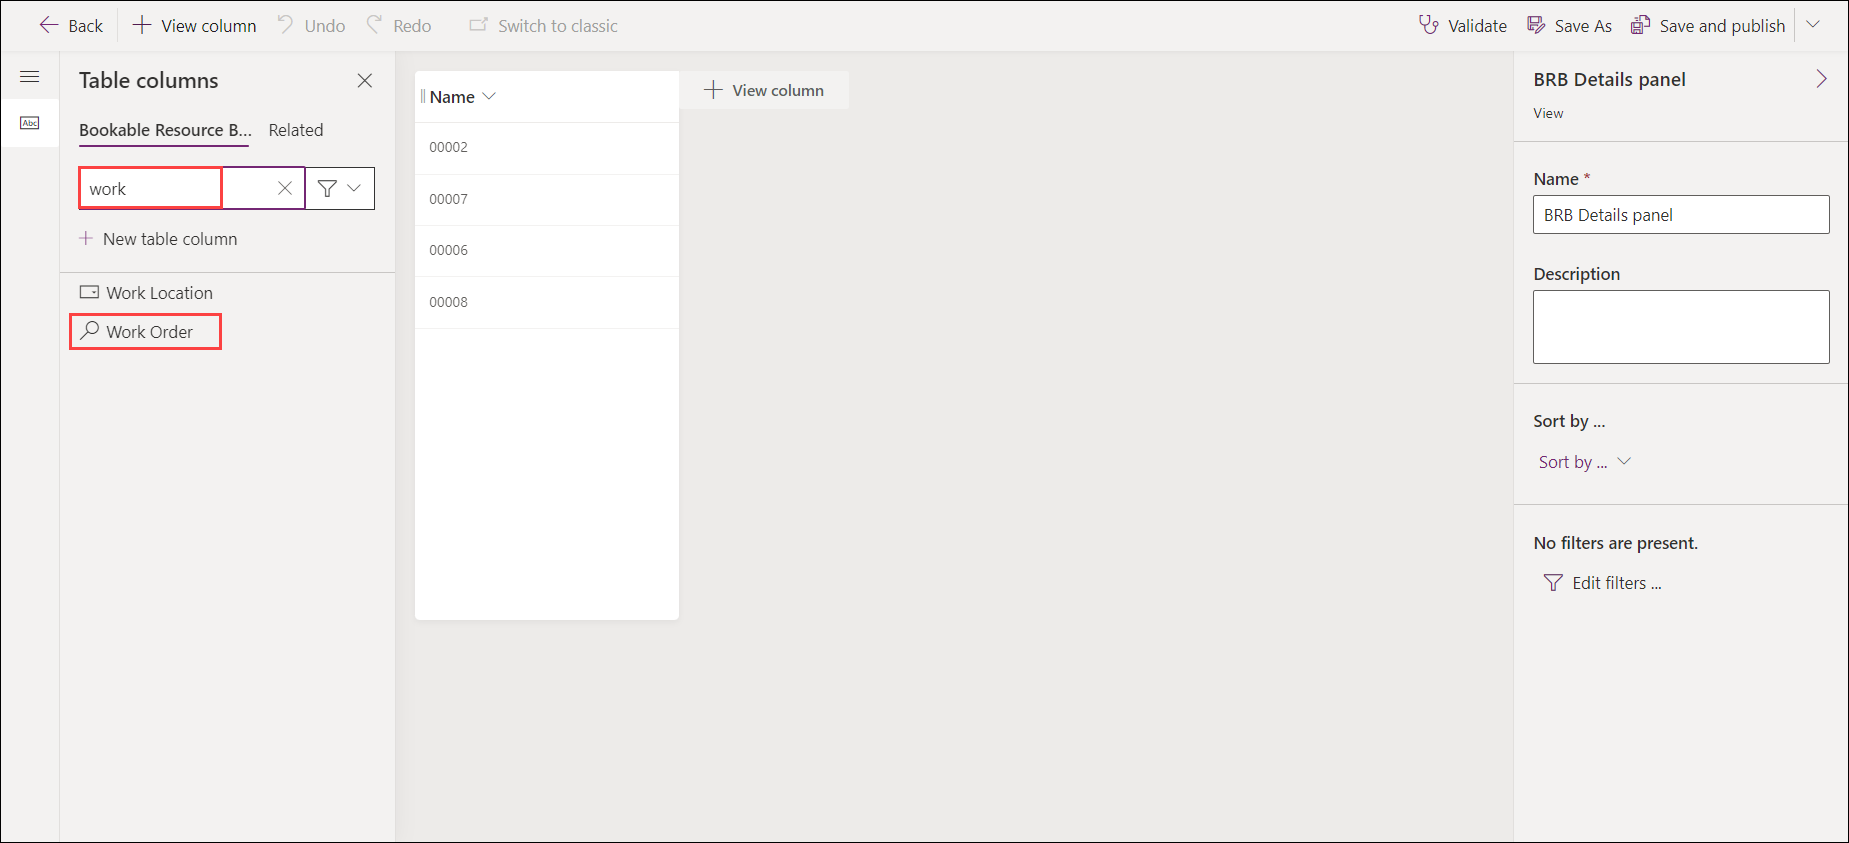 Back
View column
Undo
Redo
Switch to classic
Validate
Save As
Save and publish
Abc
Table columns
Bookable Resource B...
Related
work
New table column
Work Location
Work Order
Name
View column
00002
00007
00006
00008
BRB Details panel
View
Name *
BRB Details panel
Description
Sort by ...
Sort by ...
No filters are present.
Edit filters ...